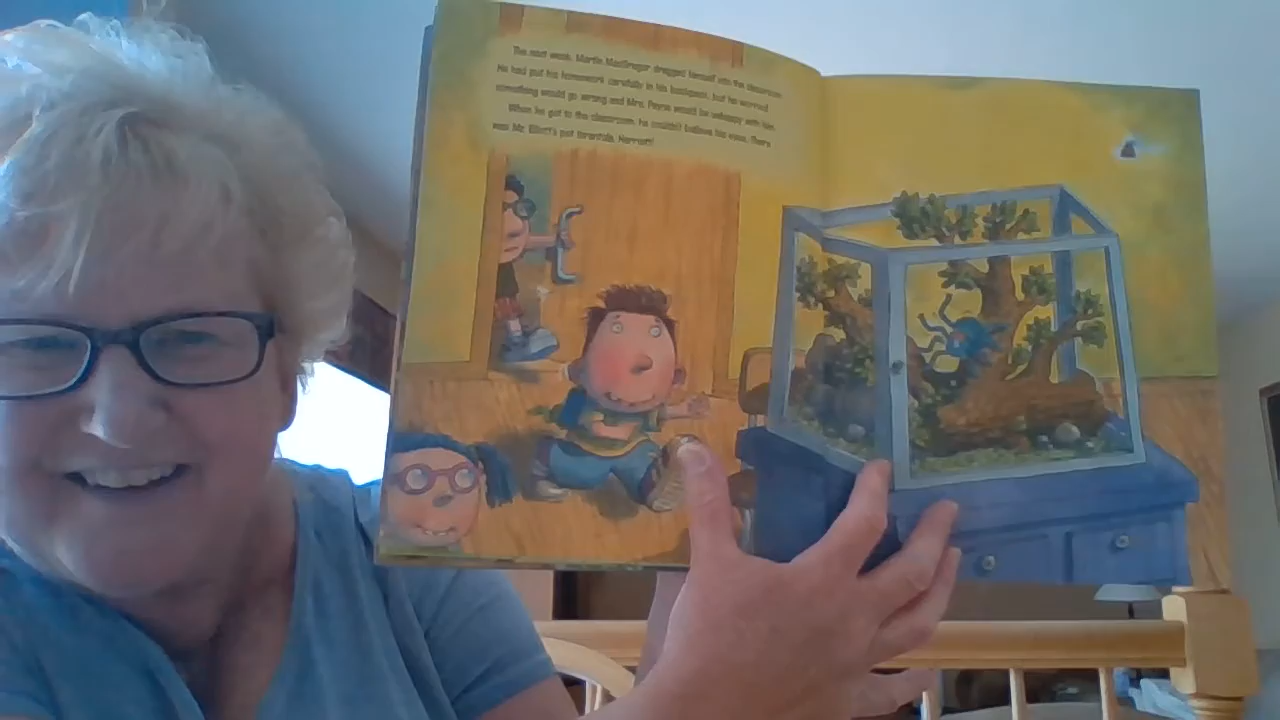 The next week, Martin MacGregor dragged himself into the classroom.
He had put his homework carefully in his backpack, but he worried
something would go wrong and Mrs. Payne would be unhappy with him.
When he got to the classroom, he couldn't believe his eyes. There
was Mr. Elliott's pet tarantula, Harriet!